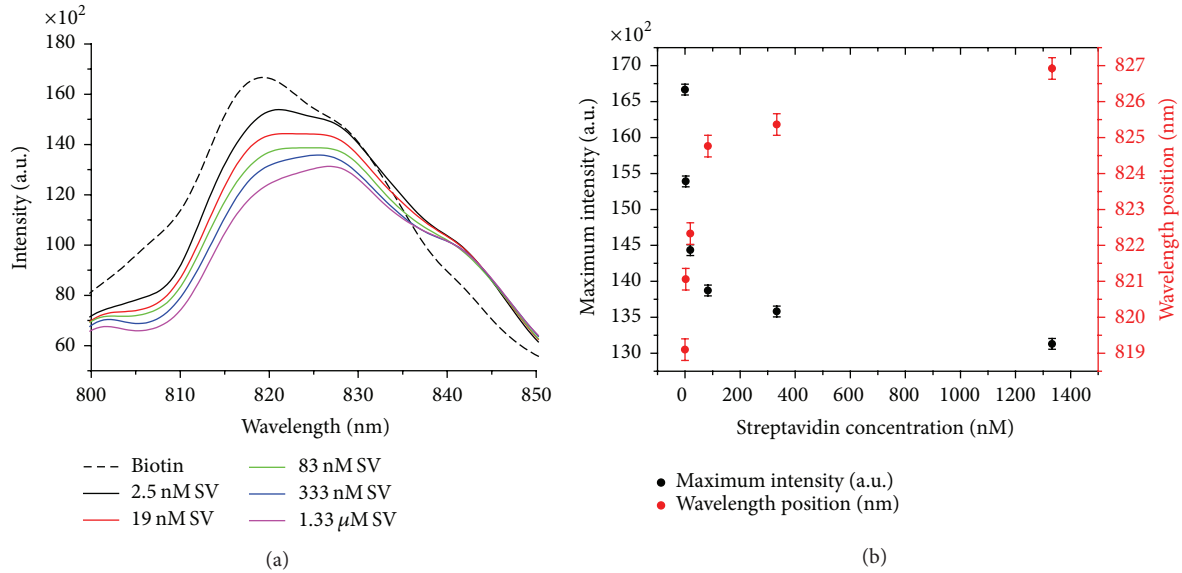 ×10²
180
160
140
120
100
80
60
Intensity (a.u.)
800 810 820 830 840 850
Wavelength (nm)
Biotin
2.5 nM SV
19 nM SV
83 nM SV
333 nM SV
1.33 μM SV
(a)
×10²
170
165
160
155
150
145
140
135
130
Maximum intensity (a.u.)
827
826
825
824
823
822
821
820
819
Wavelength position (nm)
0 200 400 600 800 1000 1200 1400
Streptavidin concentration (nM)
Maximum intensity (a.u.)
Wavelength position (nm)
(b)